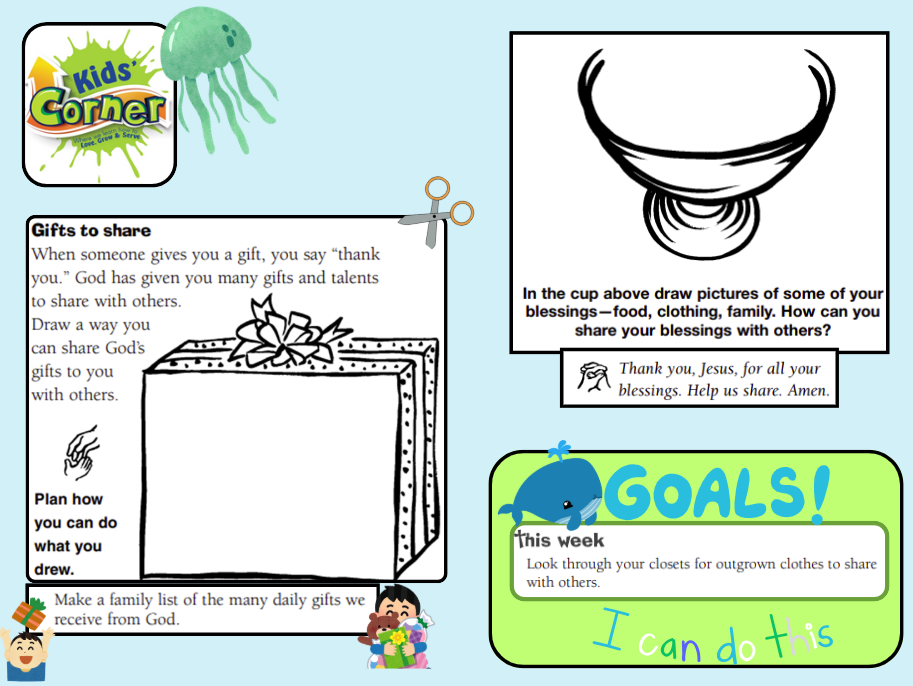 Kids'
Corner
Where we learn how to
Love, Grow & Serve
Gifts to share
When someone gives you a gift, you say “thank
you.” God has given you many gifts and talents
to share with others.
Draw a way you
can share God's
gifts to you
with others.
Plan how
you can do
what you
drew.
Make a family list of the many daily gifts we
receive from God.
In the cup above draw pictures of some of your
blessings—food, clothing, family. How can you
share your blessings with others?
Thank you, Jesus, for all your
blessings. Help us share. Amen.
GOALS!
This week
Look through your closets for outgrown clothes to share
with others.
I can do this